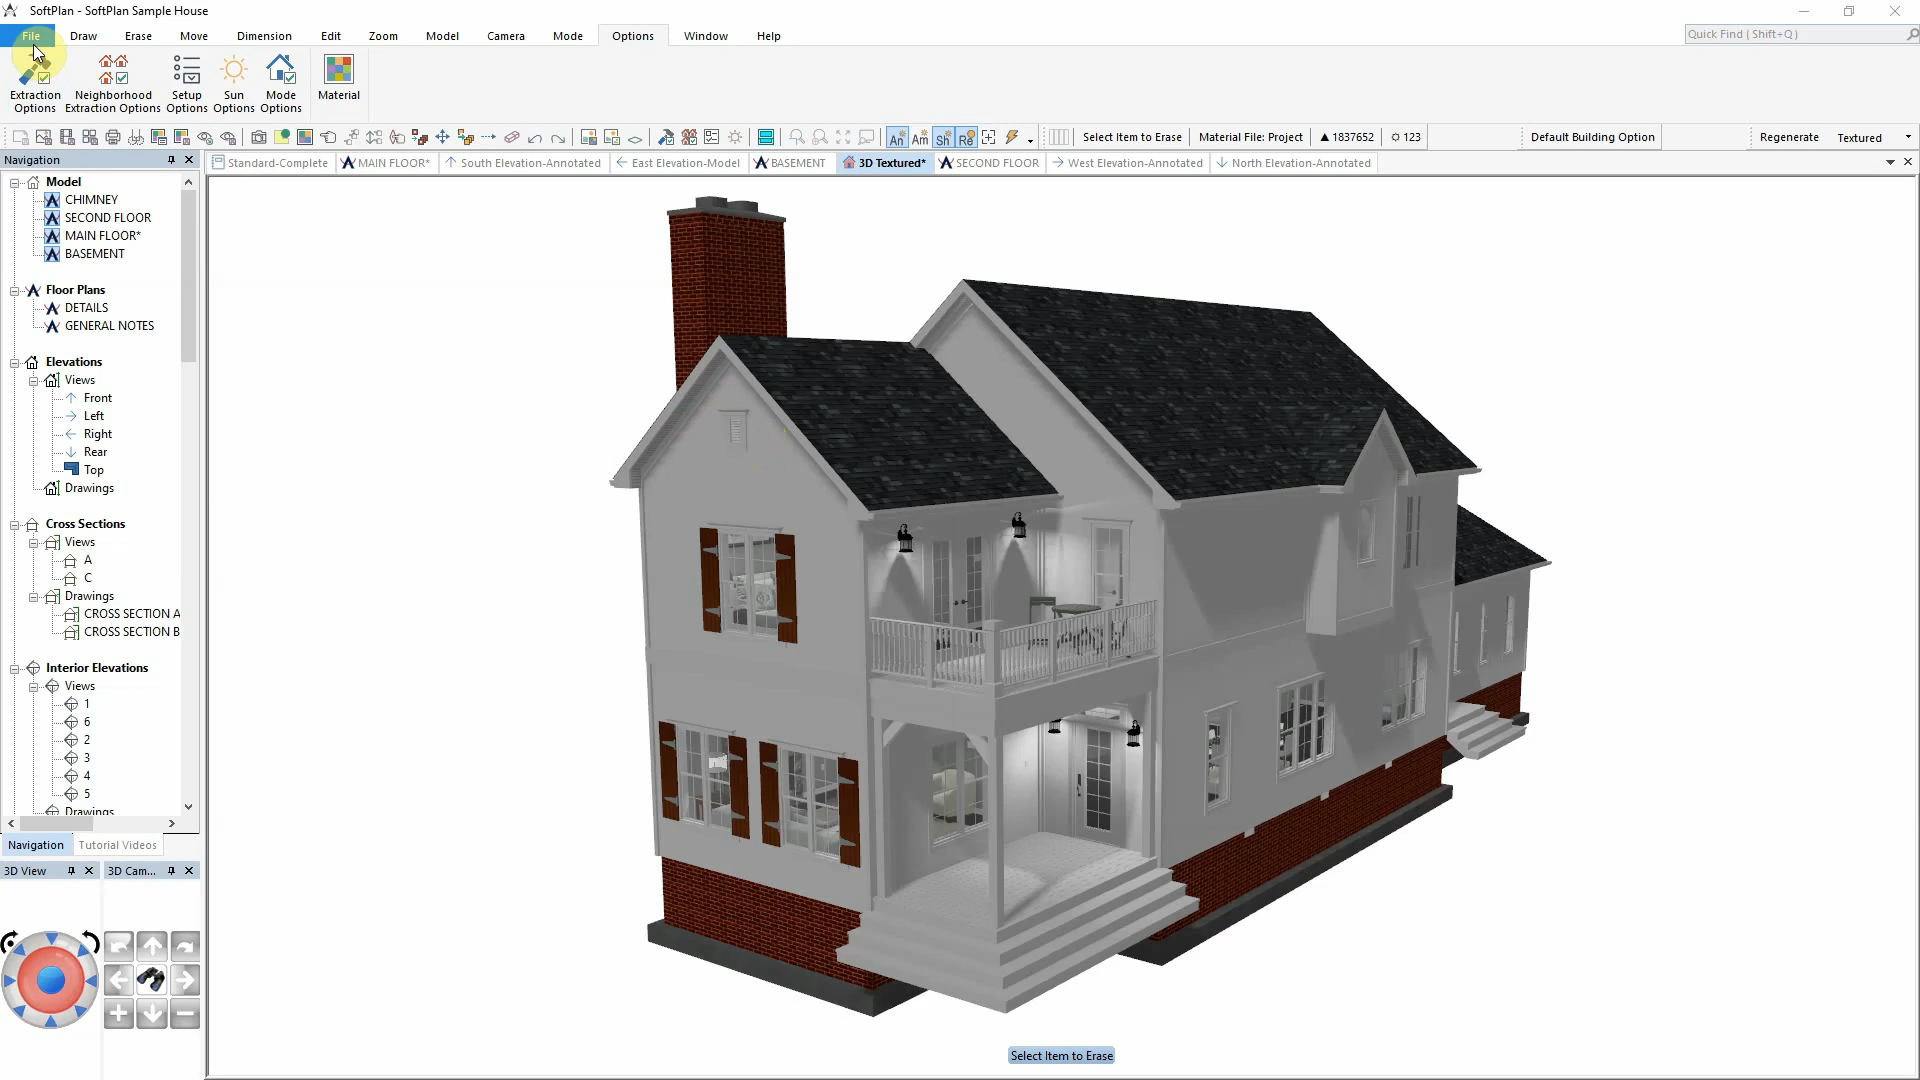 SoftPlan - SoftPlan Sample House
File Draw Erase Move Dimension Edit Zoom Model Camera Mode Options Window Help
Quick Find ( Shift+Q )
Extraction Options
Neighborhood Extraction Options
Setup Options
Sun Options
Mode Options
Material
An Am Sh Re
Select Item to Erase
Material File: Project
1837652
123
Default Building Option
Regenerate
Textured
Navigation
Standard-Complete
MAIN FLOOR*
South Elevation-Annotated
East Elevation-Model
BASEMENT
3D Textured*
SECOND FLOOR
West Elevation-Annotated
North Elevation-Annotated
Model
CHIMNEY
SECOND FLOOR
MAIN FLOOR*
BASEMENT
Floor Plans
DETAILS
GENERAL NOTES
Elevations
Views
Front
Left
Right
Rear
Top
Drawings
Cross Sections
Views
A
C
Drawings
CROSS SECTION A
CROSS SECTION B
Interior Elevations
Views
1
6
2
3
4
5
Drawings
Navigation
Tutorial Videos
3D View
3D Cam...
Select Item to Erase